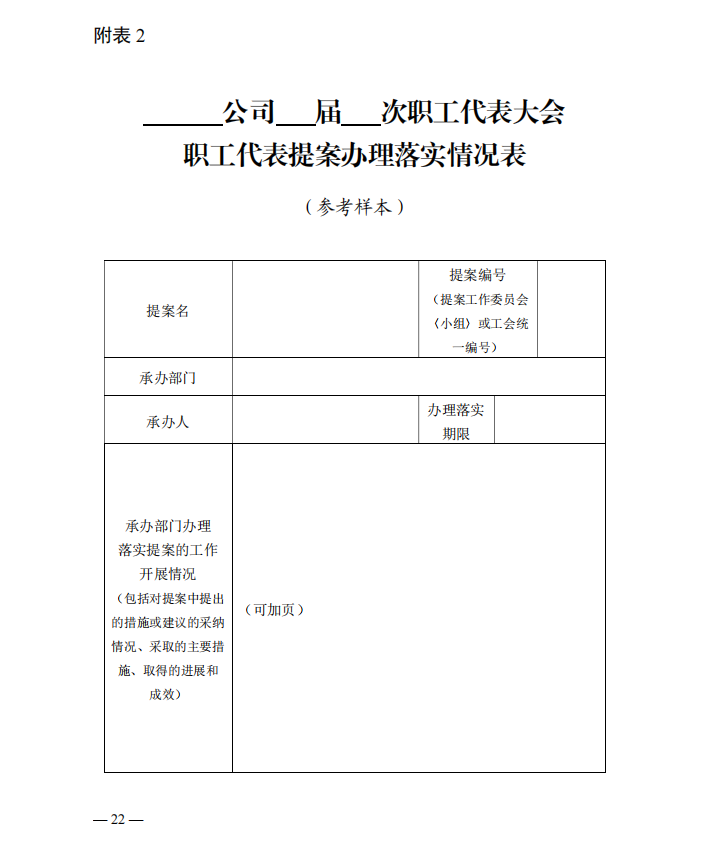 附表 2
______公司___届___次职工代表大会
职工代表提案办理落实情况表
（参考样本）
提案名
提案编号
（提案工作委员会
〈小组〉或工会统
一编号）
承办部门
承办人
办理落实
期限
承办部门办理
落实提案的工作
开展情况
（包括对提案中提出
的措施或建议的采纳
情况、采取的主要措
施、取得的进展和
成效）
（可加页）
— 22 —